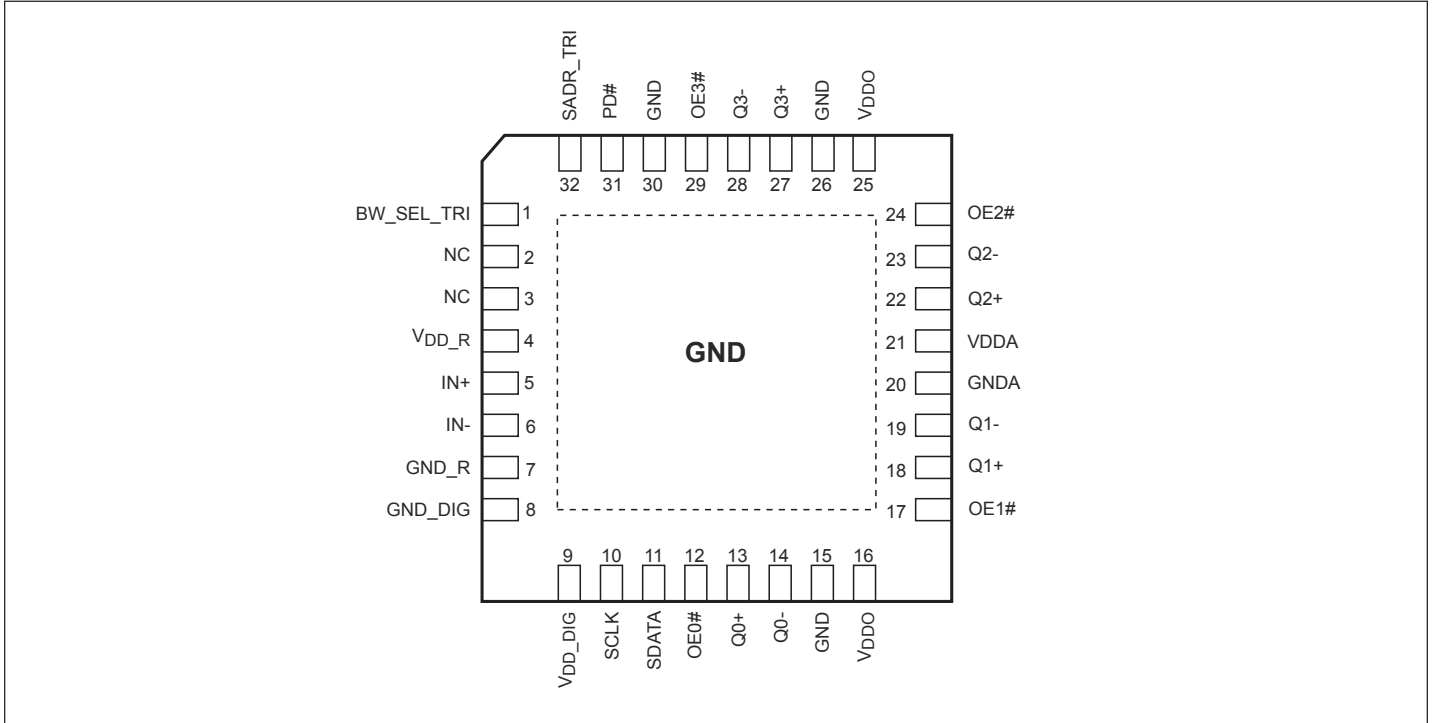 SADR_TRI
PD#
GND
OE3#
Q3-
Q3+
GND
VDDO
32 31 30 29 28 27 26 25
BW_SEL_TRI 1
NC 2
NC 3
VDD_R 4
IN+ 5
IN- 6
GND_R 7
GND_DIG 8
GND
24 OE2#
23 Q2-
22 Q2+
21 VDDA
20 GNDA
19 Q1-
18 Q1+
17 OE1#
9 10 11 12 13 14 15 16
VDD_DIG
SCLK
SDATA
OE0#
Q0+
Q0-
GND
VDDO